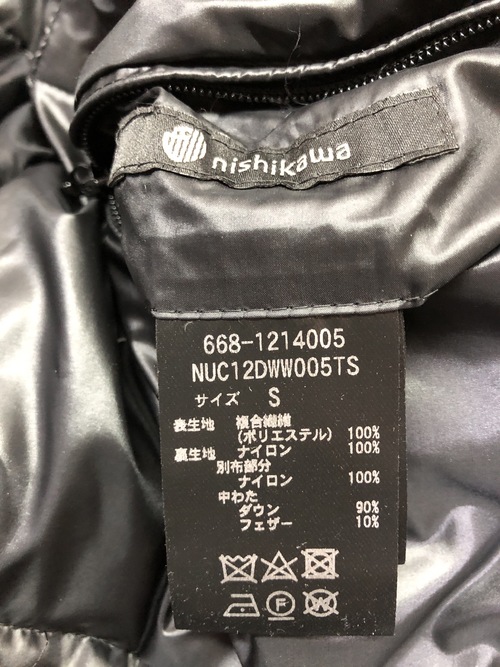 nishikawa
668-1214005
NUC12DWW005TS
サイズ S
表生地 複合繊維
(ポリエステル) 100%
裏生地 ナイロン 100%
別布部分
ナイロン 100%
中わた
ダウン 90%
フェザー 10%